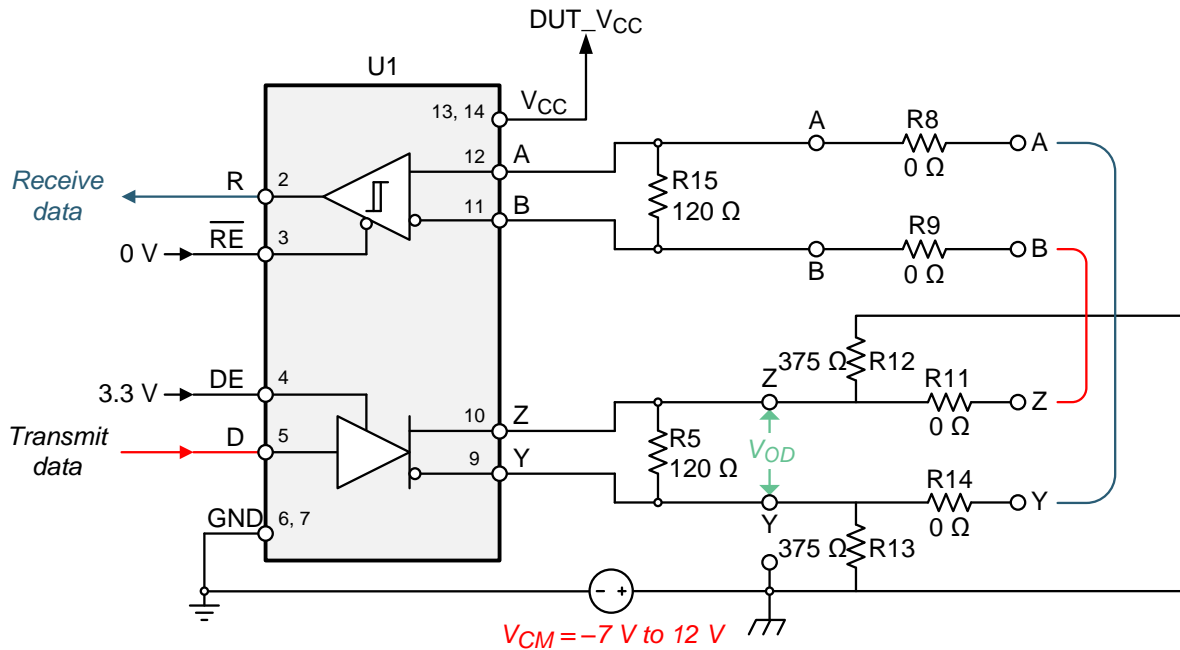 DUT_VCC
U1
13, 14
VCC
12
A
A
R8
0 Ω
A
Receive
data
R
2
R15
120 Ω
11
B
RE
3
0 V
B
R9
0 Ω
B
375 Ω
R12
3.3 V
DE
4
10
Z
Z
R11
0 Ω
Z
Transmit
data
D
5
9
Y
R5
120 Ω
VOD
Y
R14
0 Ω
Y
GND
6, 7
375 Ω
R13
- +
VCM = –7 V to 12 V